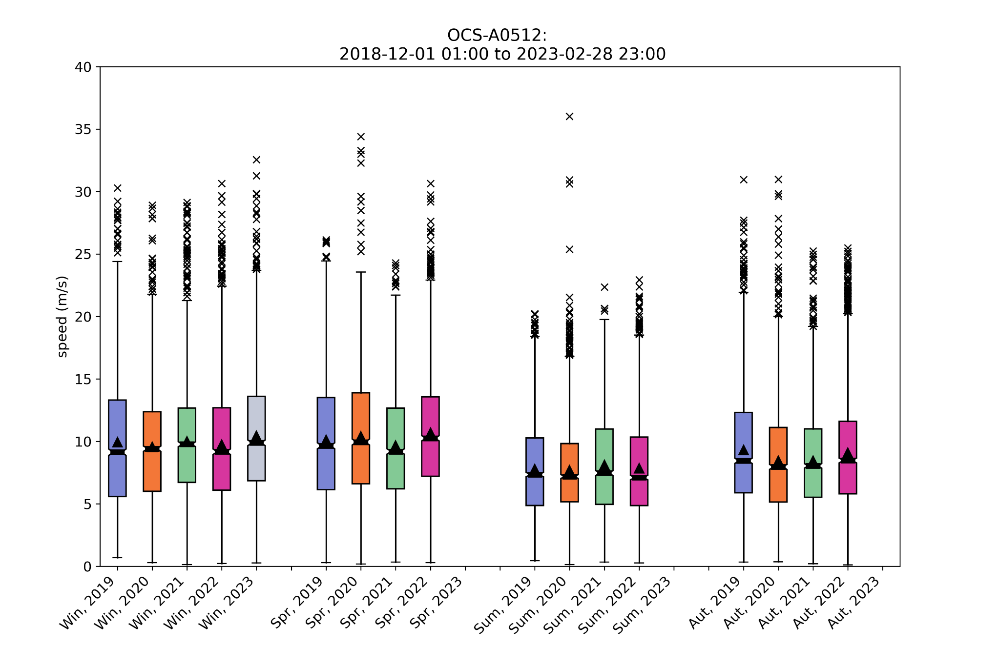 OCS-A0512:
2018-12-01 01:00 to 2023-02-28 23:00
40
35
30
25
20
15
10
5
0
speed (m/s)
Win, 2019
Win, 2020
Win, 2021
Win, 2022
Win, 2023
Spr, 2019
Spr, 2020
Spr, 2021
Spr, 2022
Spr, 2023
Sum, 2019
Sum, 2020
Sum, 2021
Sum, 2022
Sum, 2023
Aut, 2019
Aut, 2020
Aut, 2021
Aut, 2022
Aut, 2023